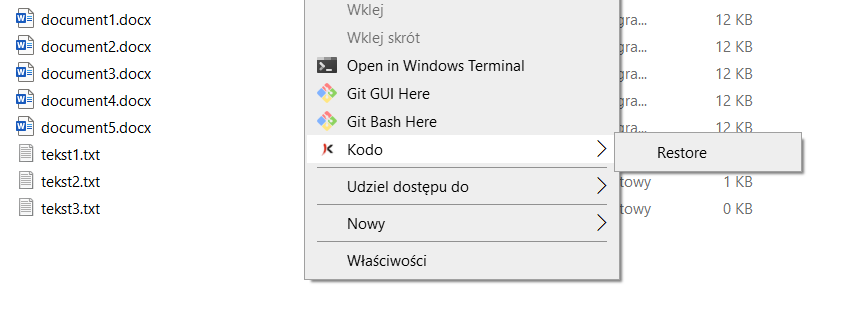 Wklej
document1.docx gra... 12 KB
Wklej skrót
document2.docx gra... 12 KB
Open in Windows Terminal
document3.docx gra... 12 KB
Git GUI Here
document4.docx gra... 12 KB
Git Bash Here
document5.docx gra... 12 KB
Kodo
Restore
tekst1.txt
Udziel dostępu do
tekst2.txt towy 1 KB
Nowy
tekst3.txt towy 0 KB
Właściwości